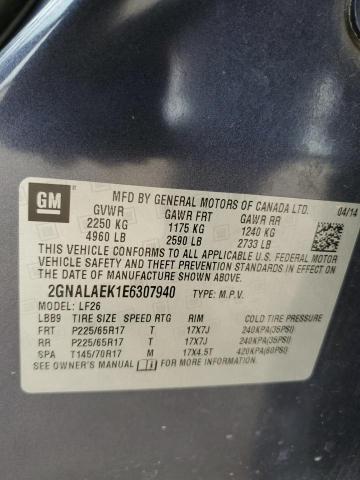 GM
MFD BY GENERAL MOTORS OF CANADA LTD. 04/14
GVWR GAWR FRT GAWR RR
2250 KG 1175 KG 1240 KG
4960 LB 2590 LB 2733 LB
THIS VEHICLE CONFORMS TO ALL APPLICABLE U.S. FEDERAL MOTOR
VEHICLE SAFETY AND THEFT PREVENTION STANDARDS IN EFFECT
ON THE DATE OF MANUFACTURE SHOWN ABOVE.
2GNALAEK1E6307940 TYPE: M.P.V.
MODEL: LF26
LBB9 TIRE SIZE SPEED RTG RIM COLD TIRE PRESSURE
FRT P225/65R17 T 17X7J 240KPA(35PSI)
RR P225/65R17 T 17X7J 240KPA(35PSI)
SPA T145/70R17 M 17X4.5T 420KPA(60PSI)
SEE OWNER'S MANUAL FOR ADDITIONAL INFORMATION.